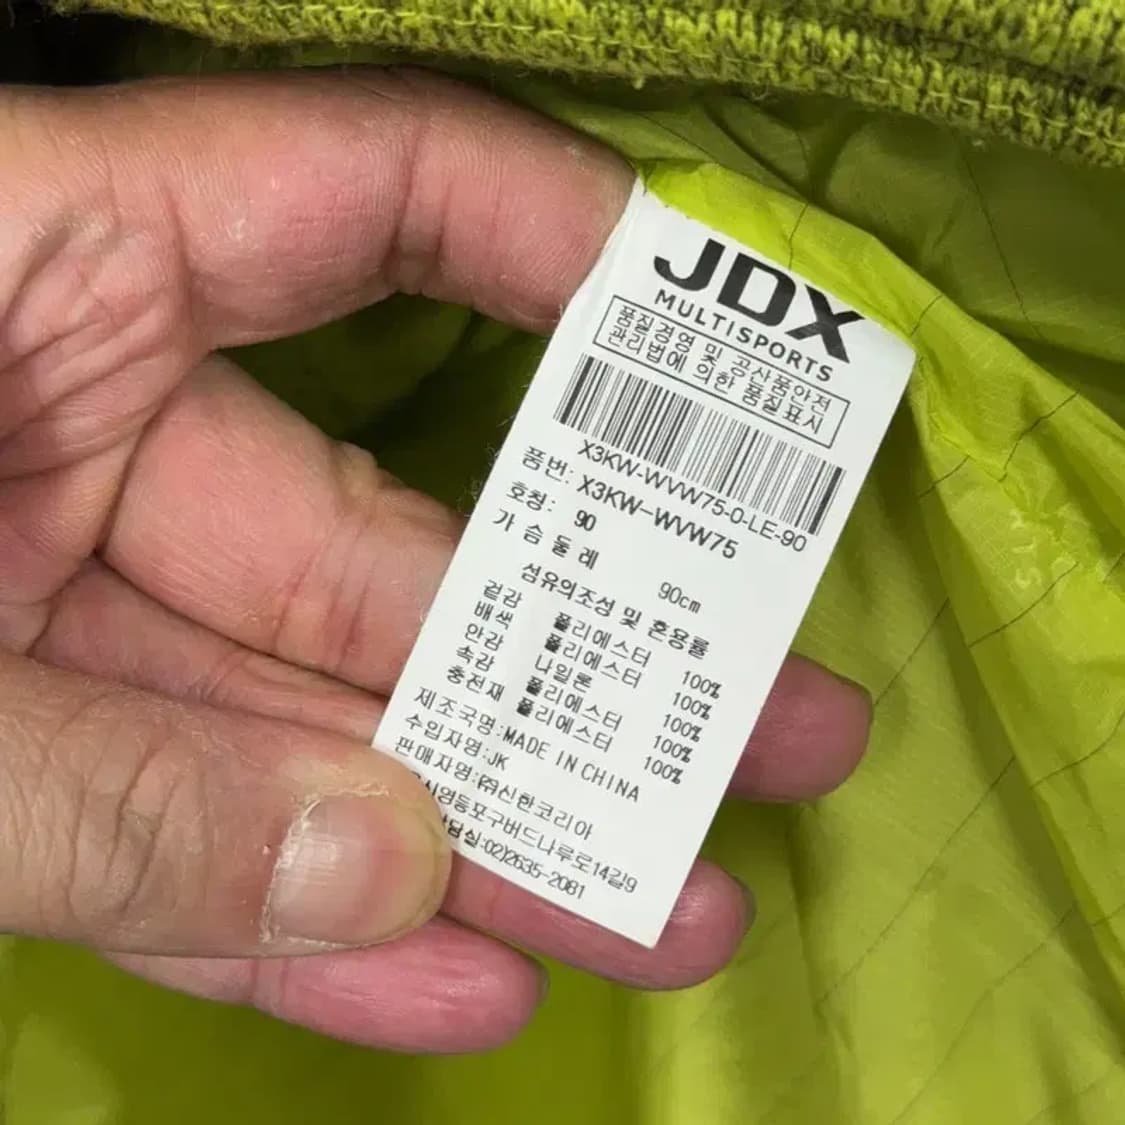 JDX
MULTISPORTS
품질경영 및 공산품안전
관리법에 의한 품질표시
X3KW-WVW75-0-LE-90
품번: X3KW-WVW75
호칭: 90
가슴둘레 90cm
섬유의조성 및 혼용률
겉감 폴리에스터 100%
배색 폴리에스터 100%
안감 나일론 100%
속감 폴리에스터 100%
충전재 폴리에스터 100%
제조국명:MADE IN CHINA
수입자명:JK
판매자명:㈜신한코리아
시영등포구버드나루로14길9
담실:02)2635-2081